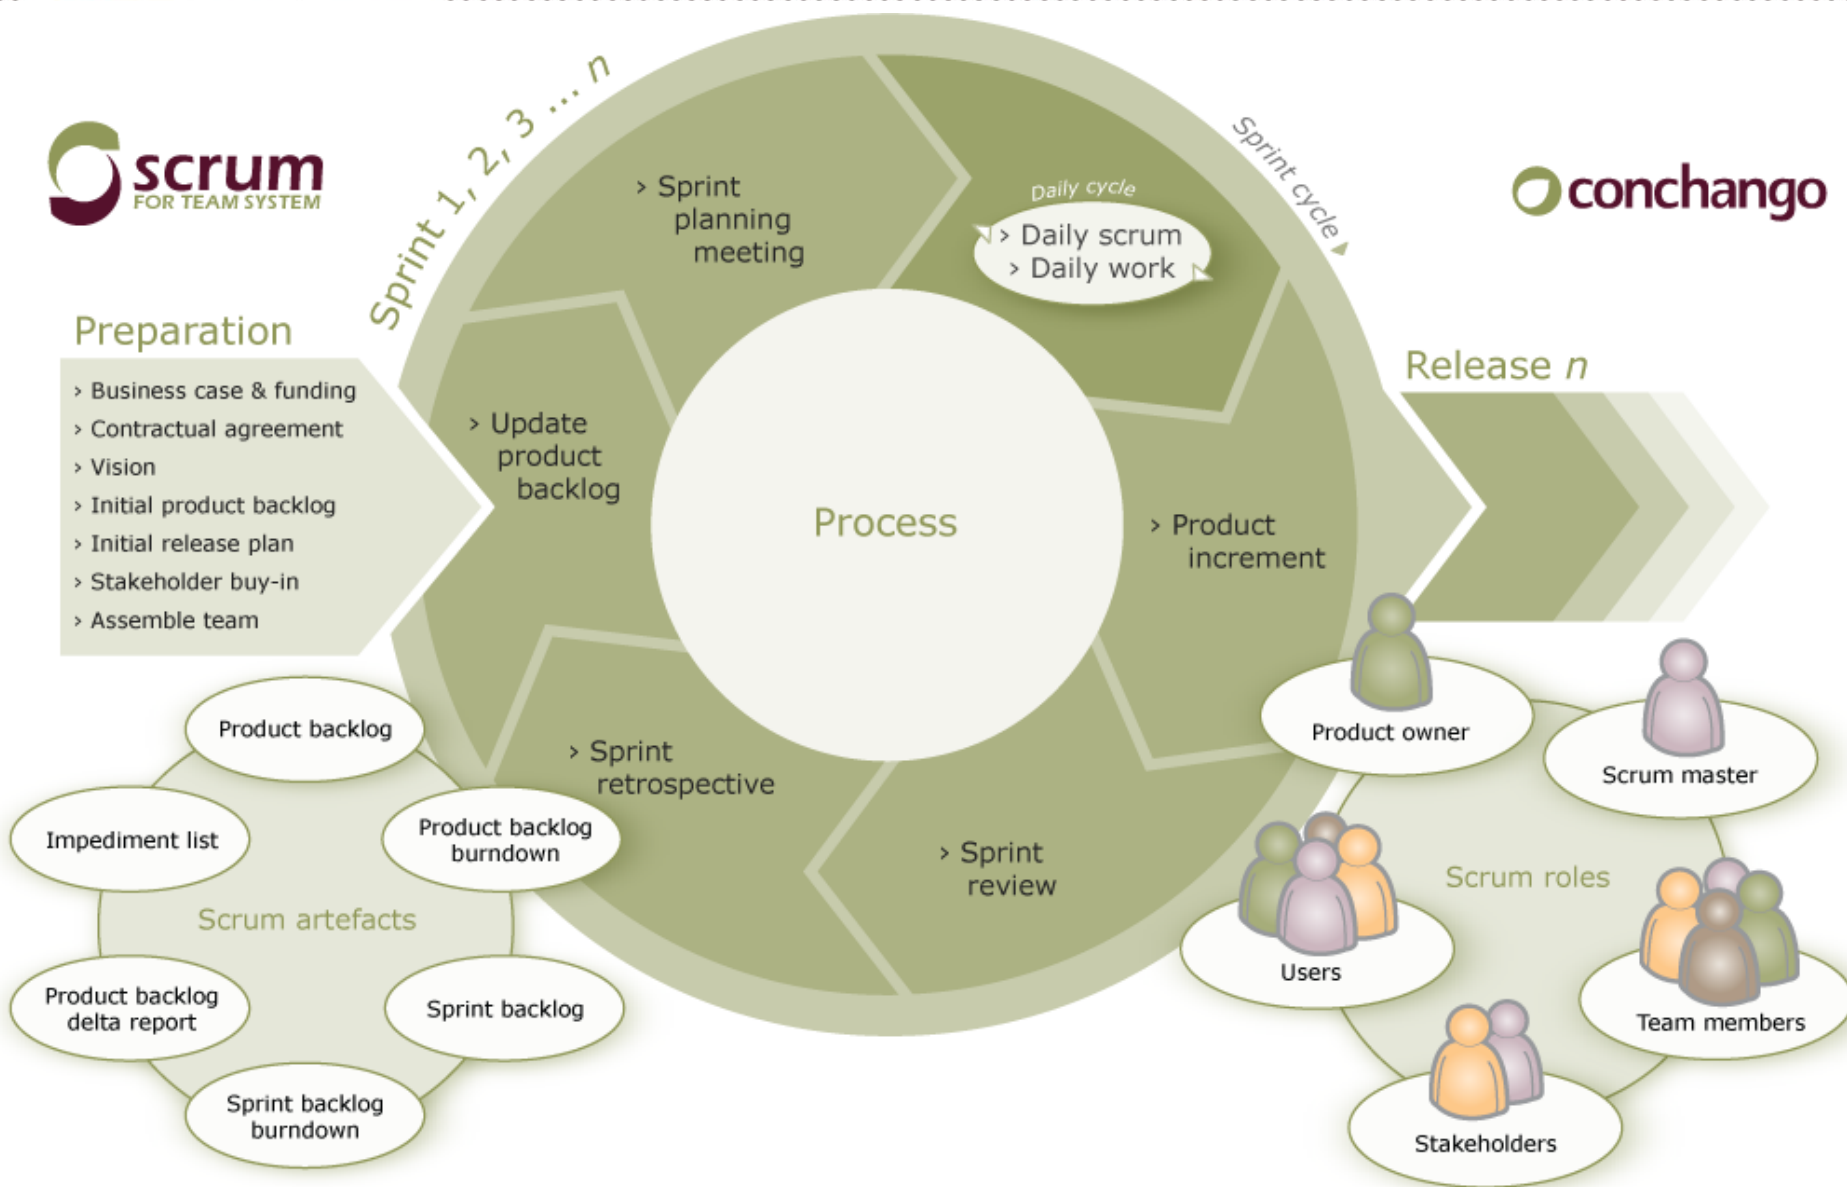 scrum
FOR TEAM SYSTEM
Sprint 1, 2, 3 ... n
Sprint cycle
conchango
Preparation
› Business case & funding
› Contractual agreement
› Vision
› Initial product backlog
› Initial release plan
› Stakeholder buy-in
› Assemble team
› Sprint
planning
meeting
Daily cycle
› Daily scrum
› Daily work
› Update
product
backlog
Process
› Product
increment
› Sprint
retrospective
› Sprint
review
Release n
Product backlog
Impediment list
Product backlog
burndown
Scrum artefacts
Product backlog
delta report
Sprint backlog
Sprint backlog
burndown
Product owner
Scrum master
Scrum roles
Users
Team members
Stakeholders